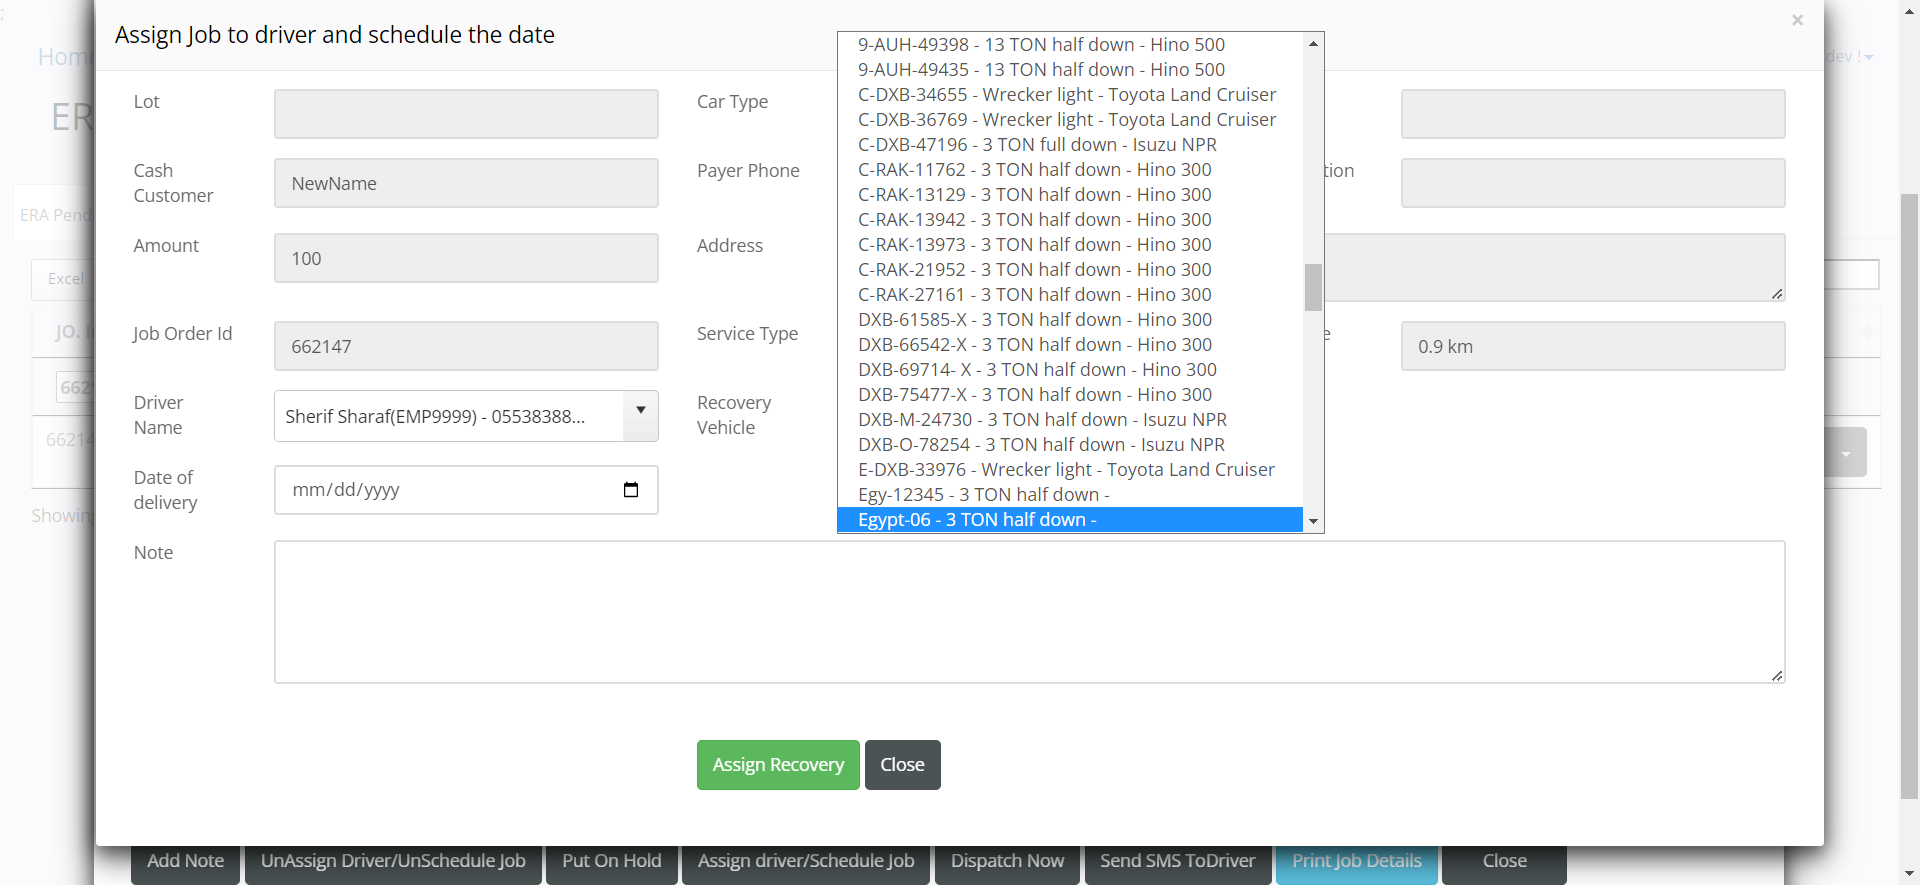 ;
Assign Job to driver and schedule the date
×
Home
dev !
ER
ERA Pend
Excel
JO. I
662
66214
Showin
Lot
Car Type
Cash
Customer
NewName
Payer Phone
tion
Amount
100
Address
Job Order Id
662147
Service Type
e
0.9 km
Driver
Name
Sherif Sharaf(EMP9999) - 05538388...
Recovery
Vehicle
9-AUH-49398 - 13 TON half down - Hino 500
9-AUH-49435 - 13 TON half down - Hino 500
C-DXB-34655 - Wrecker light - Toyota Land Cruiser
C-DXB-36769 - Wrecker light - Toyota Land Cruiser
C-DXB-47196 - 3 TON full down - Isuzu NPR
C-RAK-11762 - 3 TON half down - Hino 300
C-RAK-13129 - 3 TON half down - Hino 300
C-RAK-13942 - 3 TON half down - Hino 300
C-RAK-13973 - 3 TON half down - Hino 300
C-RAK-21952 - 3 TON half down - Hino 300
C-RAK-27161 - 3 TON half down - Hino 300
DXB-61585-X - 3 TON half down - Hino 300
DXB-66542-X - 3 TON half down - Hino 300
DXB-69714- X - 3 TON half down - Hino 300
DXB-75477-X - 3 TON half down - Hino 300
DXB-M-24730 - 3 TON half down - Isuzu NPR
DXB-O-78254 - 3 TON half down - Isuzu NPR
E-DXB-33976 - Wrecker light - Toyota Land Cruiser
Egy-12345 - 3 TON half down -
Egypt-06 - 3 TON half down -
Date of
delivery
mm/dd/yyyy
Note
Assign Recovery
Close
Add Note
UnAssign Driver/UnSchedule Job
Put On Hold
Assign driver/Schedule Job
Dispatch Now
Send SMS ToDriver
Print Job Details
Close